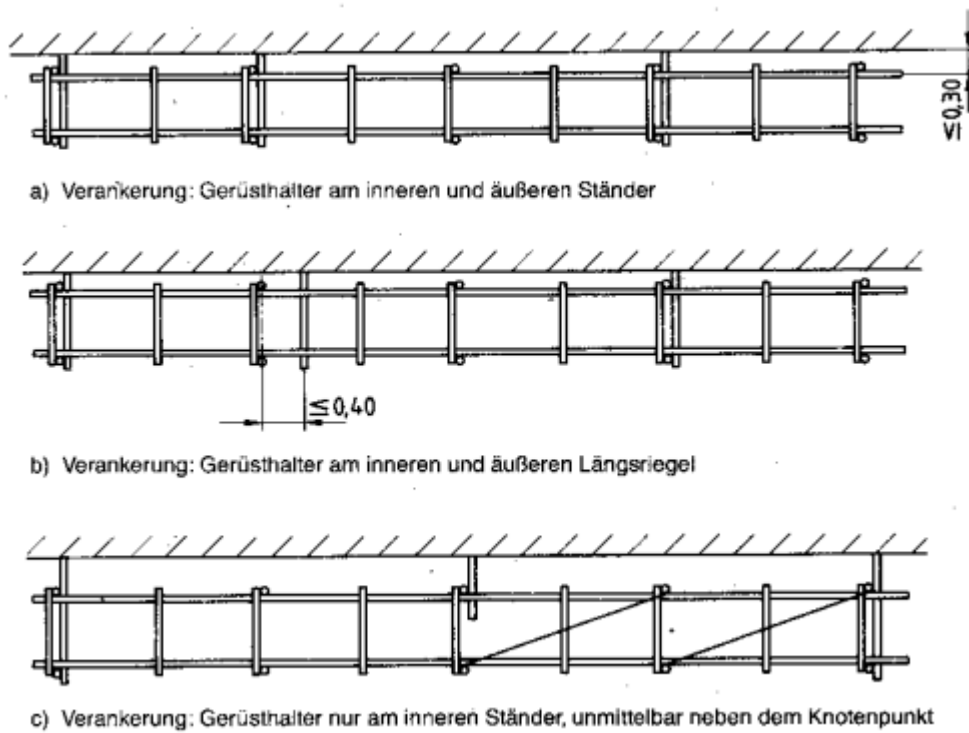 ≤0,30
a) Verankerung: Gerüsthalter am inneren und äußeren Ständer
≤0,40
b) Verankerung: Gerüsthalter am inneren und äußeren Längsriegel
c) Verankerung: Gerüsthalter nur am inneren Ständer, unmittelbar neben dem Knotenpunkt